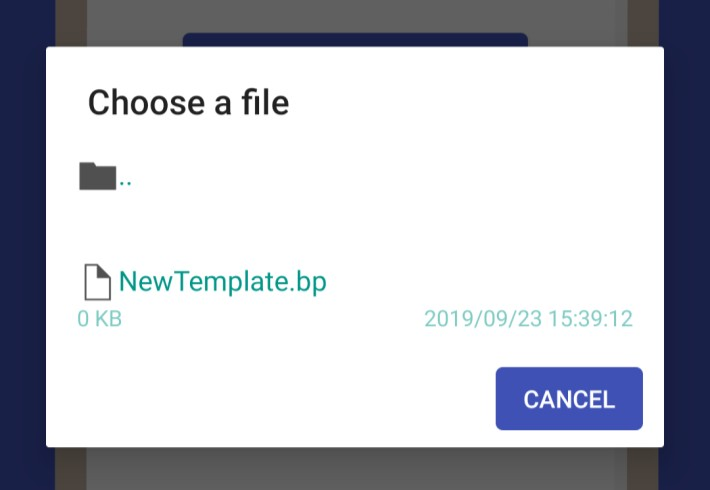 Choose a file
..
NewTemplate.bp
0 KB 2019/09/23 15:39:12
CANCEL